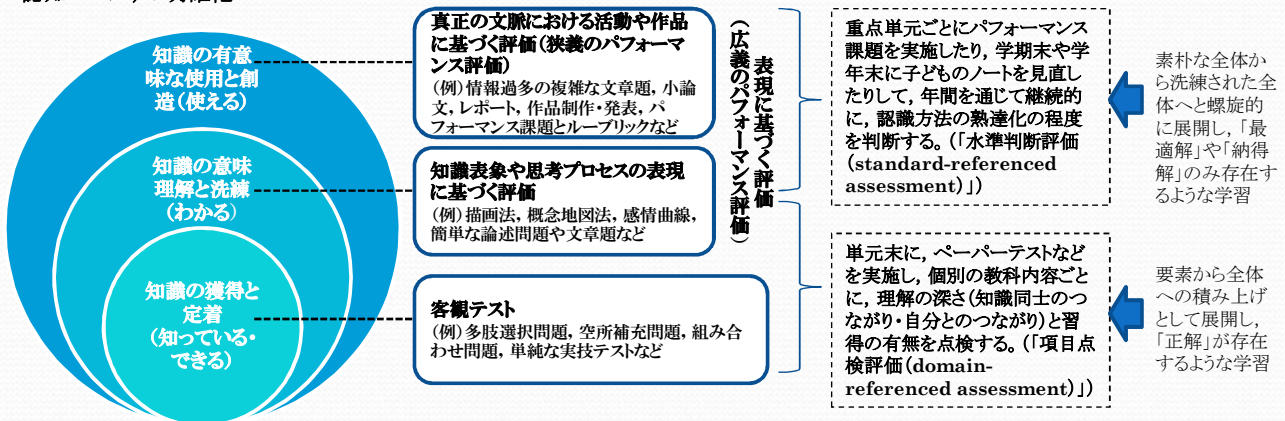 知識の有意
味な使用と創
造(使える)
知識の意味
理解と洗練
(わかる)
知識の獲得と
定着
(知っている・
できる)
真正の文脈における活動や作品
に基づく評価(狭義のパフォーマ
ンス評価)
(例)情報過多の複雑な文章題，小論
文，レポート，作品制作・発表，パ
フォーマンス課題とルーブリックなど
知識表象や思考プロセスの表現
に基づく評価
(例)描画法，概念地図法，感情曲線，
簡単な論述問題や文章題など
客観テスト
(例)多肢選択問題，空所補充問題，組み合
わせ問題，単純な実技テストなど
表現に基づく評価
(広義のパフォーマンス評価)
重点単元ごとにパフォーマンス
課題を実施したり，学期末や学
年末に子どものノートを見直し
たりして，年間を通じて継続的
に，認識方法の熟達化の程度
を判断する。(「水準判断評価
(standard-referenced
assessment)」)
単元末に，ペーパーテストなど
を実施し，個別の教科内容ごと
に，理解の深さ(知識同士のつ
ながり・自分とのつながり)と習
得の有無を点検する。(「項目点
検評価(domain-
referenced assessment)」)
素朴な全体か
ら洗練された全
体へと螺旋的
に展開し，「最
適解」や「納得
解」のみ存在す
るような学習
要素から全体
への積み上げ
として展開し，
「正解」が存在
するような学習